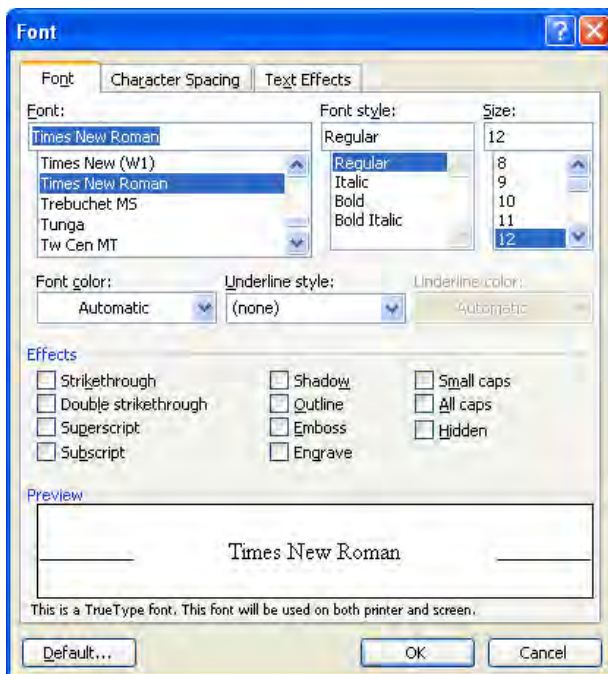 Font
Font Character Spacing Text Effects
Font: Font style: Size:
Times New Roman Regular 12
Times New (W1) Regular 8
Times New Roman Italic 9
Trebuchet MS Bold 10
Tunga Bold Italic 11
Tw Cen MT 12
Font color: Underline style: Underline color:
Automatic (none) Automatic
Effects
Strikethrough Shadow Small caps
Double strikethrough Outline All caps
Superscript Emboss Hidden
Subscript Engrave
Preview
Times New Roman
This is a TrueType font. This font will be used on both printer and screen.
Default... OK Cancel